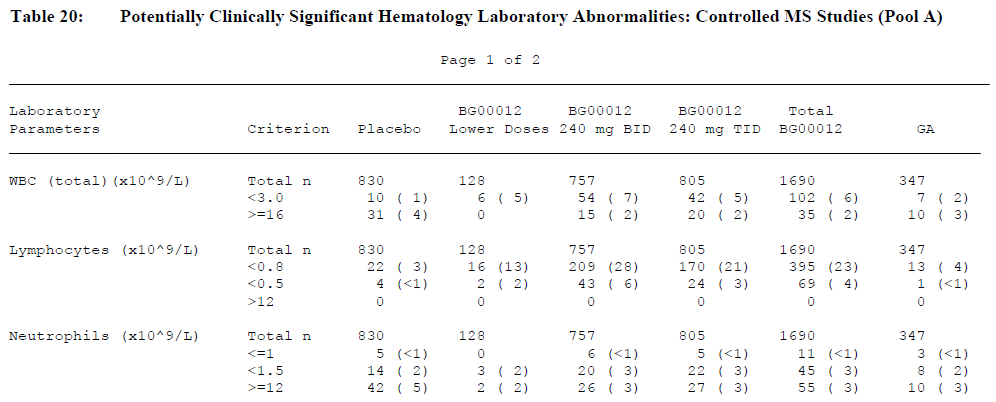 Table 20: Potentially Clinically Significant Hematology Laboratory Abnormalities: Controlled MS Studies (Pool A)
Page 1 of 2
Laboratory BG00012 BG00012 BG00012 Total
Parameters Criterion Placebo Lower Doses 240 mg BID 240 mg TID BG00012 GA
WBC (total)(x10^9/L) Total n 830 128 757 805 1690 347
<3.0 10 ( 1) 6 ( 5) 54 ( 7) 42 ( 5) 102 ( 6) 7 ( 2)
>=16 31 ( 4) 0 15 ( 2) 20 ( 2) 35 ( 2) 10 ( 3)
Lymphocytes (x10^9/L) Total n 830 128 757 805 1690 347
<0.8 22 ( 3) 16 (13) 209 (28) 170 (21) 395 (23) 13 ( 4)
<0.5 4 (<1) 2 ( 2) 43 ( 6) 24 ( 3) 69 ( 4) 1 (<1)
>12 0 0 0 0 0 0
Neutrophils (x10^9/L) Total n 830 128 757 805 1690 347
<=1 5 (<1) 0 6 (<1) 5 (<1) 11 (<1) 3 (<1)
<1.5 14 ( 2) 3 ( 2) 20 ( 3) 22 ( 3) 45 ( 3) 8 ( 2)
>=12 42 ( 5) 2 ( 2) 26 ( 3) 27 ( 3) 55 ( 3) 10 ( 3)